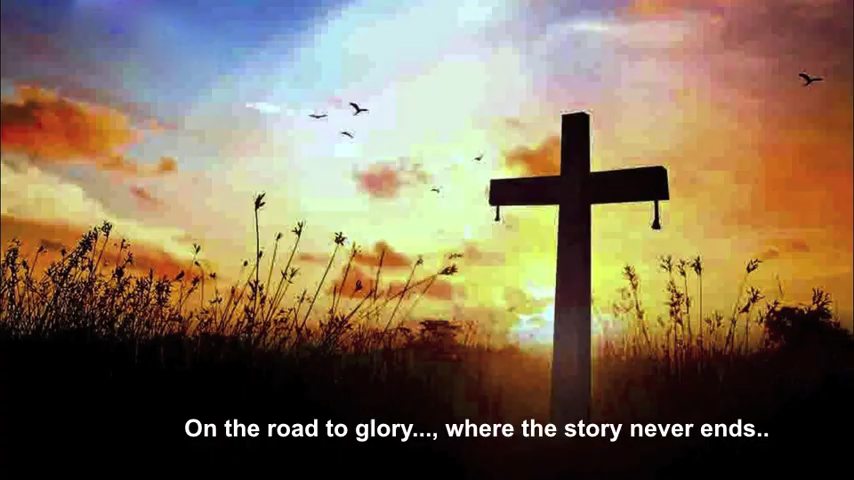 On the road to glory..., where the story never ends..